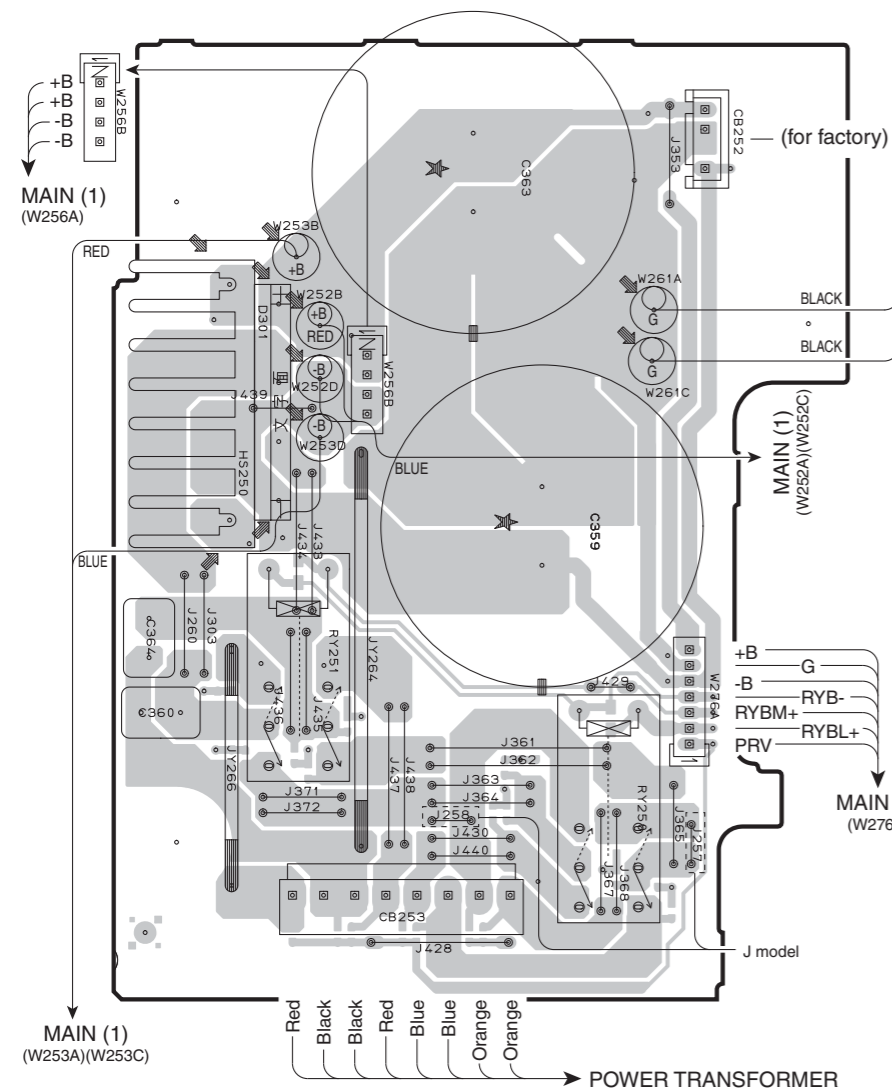 +B
+B
-B
-B
W256B
MAIN (1)
(W256A)
RED
W253B
+B
C363
J353
CB252
(for factory)
D301
W252B
+B
RED
-B
W252D
-B
W253D
W256B
J439
HS250
W261A
G
BLACK
G
BLACK
W261C
BLUE
MAIN (1)
(W252A)(W252C)
C359
BLUE
J434
J433
C364
J260
J303
RY251
JY264
C360
J436
J435
JY266
J429
W276A
+B
G
-B
RYB-
RYBM+
RYBL+
PRV
J361
J362
J363
J364
J437
J438
J371
J372
J258
J430
J440
J365
J257
J367
J368
MAIN
(W276
CB253
J428
J model
MAIN (1)
(W253A)(W253C)
Red
Black
Black
Red
Blue
Blue
Orange
Orange
POWER TRANSFORMER